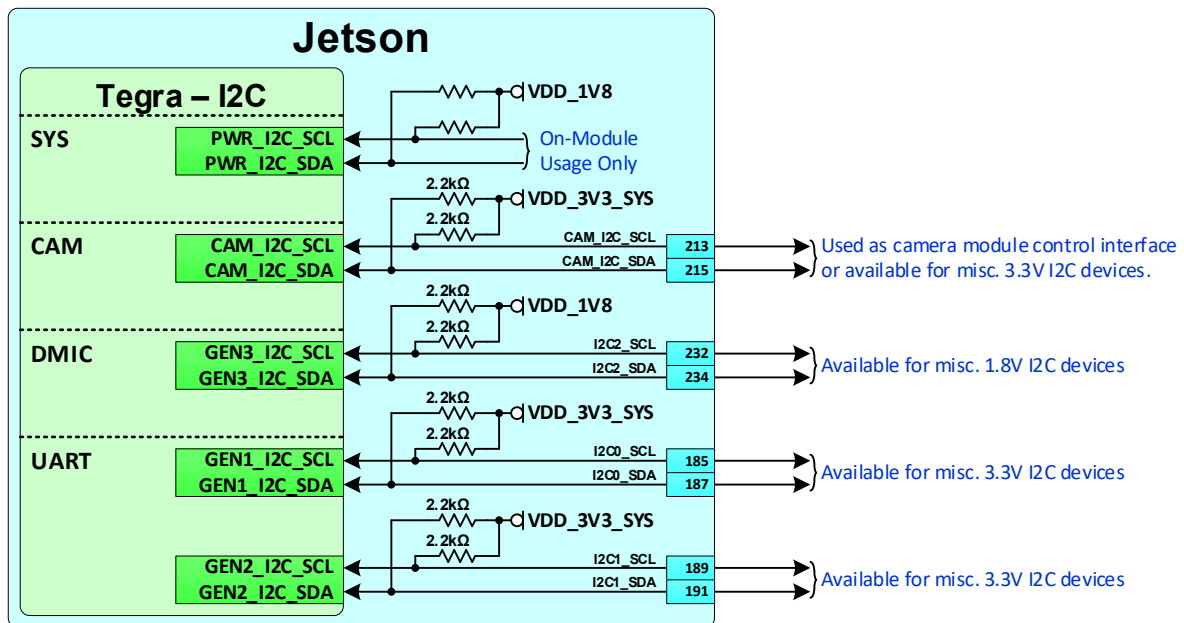 Jetson
Tegra – I2C
VDD_1V8
SYS
PWR_I2C_SCL
PWR_I2C_SDA
On-Module
Usage Only
2.2kΩ
VDD_3V3_SYS
2.2kΩ
CAM
CAM_I2C_SCL
CAM_I2C_SCL
213
CAM_I2C_SDA
CAM_I2C_SDA
215
Used as camera module control interface
or available for misc. 3.3V I2C devices.
2.2kΩ
VDD_1V8
2.2kΩ
DMIC
GEN3_I2C_SCL
I2C2_SCL
232
GEN3_I2C_SDA
I2C2_SDA
234
Available for misc. 1.8V I2C devices
2.2kΩ
VDD_3V3_SYS
2.2kΩ
UART
GEN1_I2C_SCL
I2C0_SCL
185
GEN1_I2C_SDA
I2C0_SDA
187
Available for misc. 3.3V I2C devices
2.2kΩ
VDD_3V3_SYS
2.2kΩ
GEN2_I2C_SCL
I2C1_SCL
189
GEN2_I2C_SDA
I2C1_SDA
191
Available for misc. 3.3V I2C devices